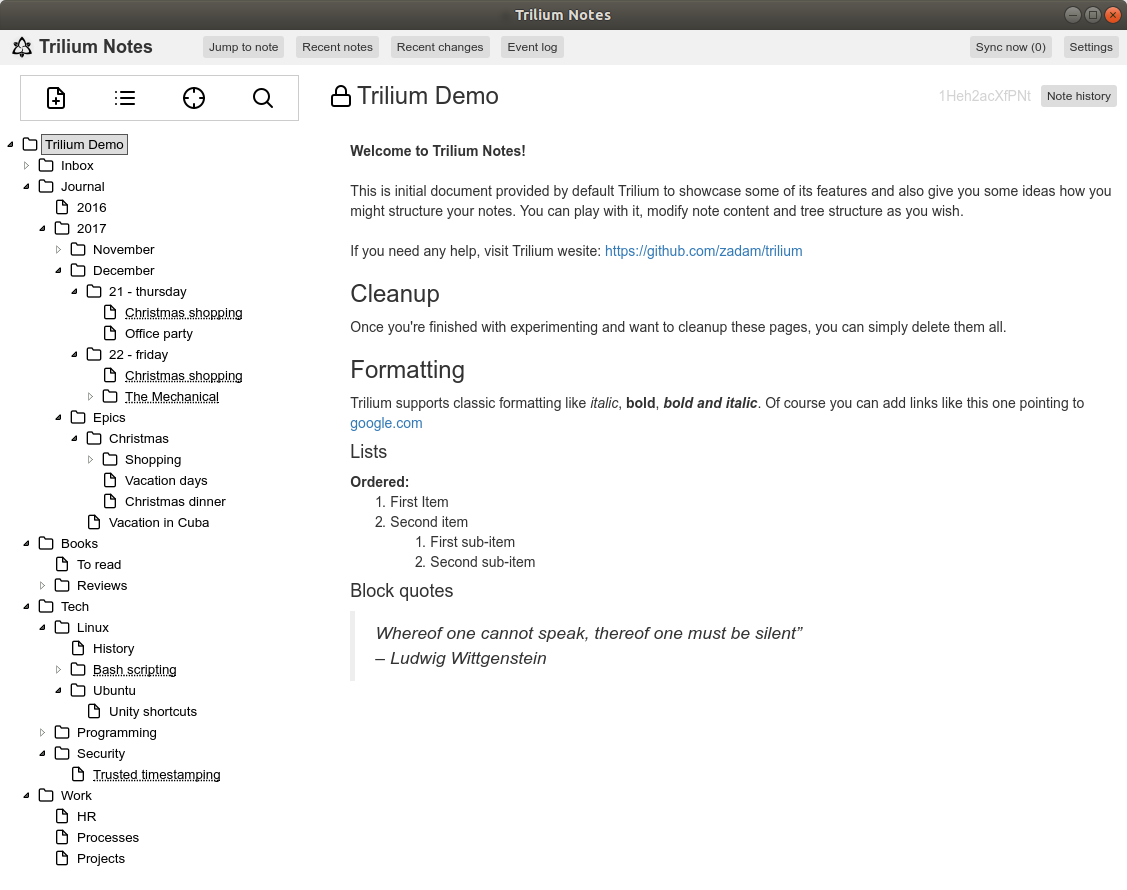 Trilium Notes
Trilium Notes
Jump to note
Recent notes
Recent changes
Event log
Sync now (0)
Settings
Trilium Demo
Inbox
Journal
2016
2017
November
December
21 - thursday
Christmas shopping
Office party
22 - friday
Christmas shopping
The Mechanical
Epics
Christmas
Shopping
Vacation days
Christmas dinner
Vacation in Cuba
Books
To read
Reviews
Tech
Linux
History
Bash scripting
Ubuntu
Unity shortcuts
Programming
Security
Trusted timestamping
Work
HR
Processes
Projects
Trilium Demo
1Heh2acXfPNt
Note history
Welcome to Trilium Notes!
This is initial document provided by default Trilium to showcase some of its features and also give you some ideas how you
might structure your notes. You can play with it, modify note content and tree structure as you wish.
If you need any help, visit Trilium wesite: https://github.com/zadam/trilium
Cleanup
Once you're finished with experimenting and want to cleanup these pages, you can simply delete them all.
Formatting
Trilium supports classic formatting like italic, bold, bold and italic. Of course you can add links like this one pointing to
google.com
Lists
Ordered:
1. First Item
2. Second item
1. First sub-item
2. Second sub-item
Block quotes
Whereof one cannot speak, thereof one must be silent”
– Ludwig Wittgenstein